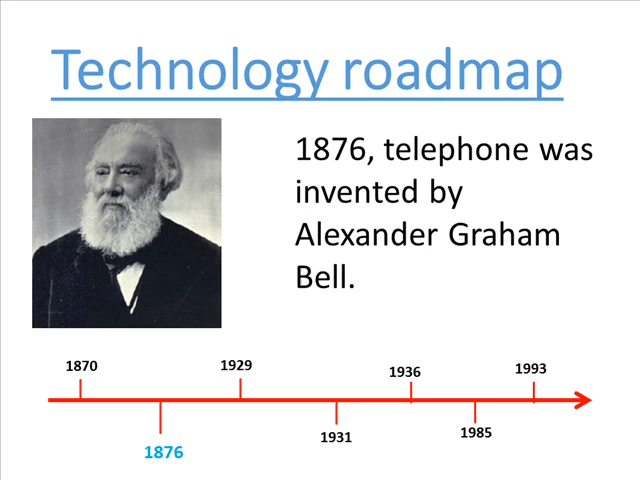 Technology roadmap
1876, telephone was
invented by
Alexander Graham
Bell.
1870
1929
1936
1993
1876
1931
1985